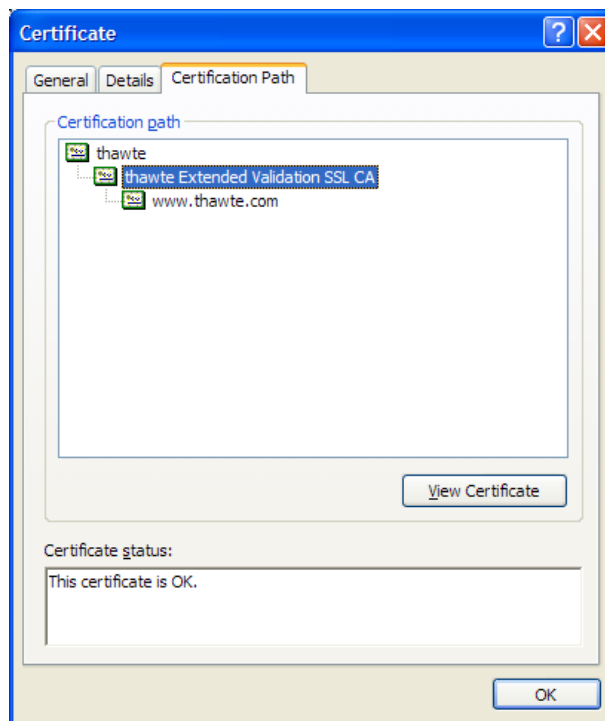 Certificate
General Details Certification Path
Certification path
thawte
thawte Extended Validation SSL CA
www.thawte.com
View Certificate
Certificate status:
This certificate is OK.
OK